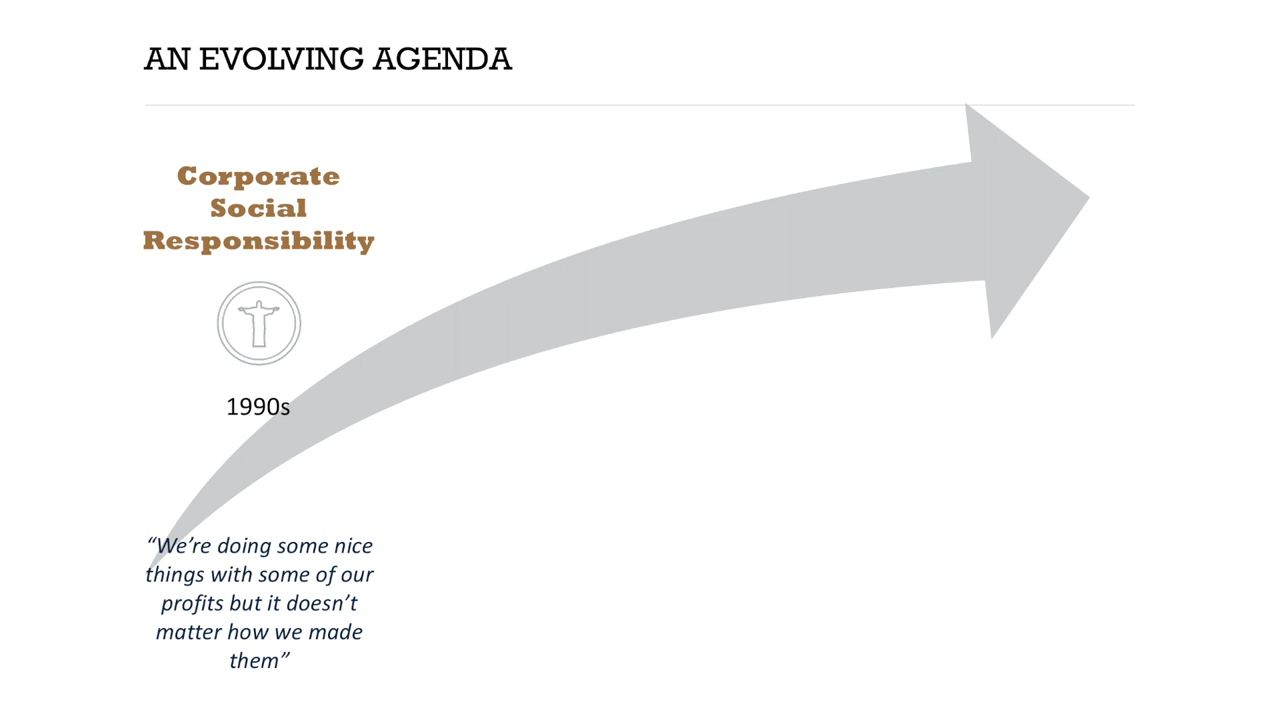 AN EVOLVING AGENDA
Corporate
Social
Responsibility
1990s
“We’re doing some nice
things with some of our
profits but it doesn’t
matter how we made
them”